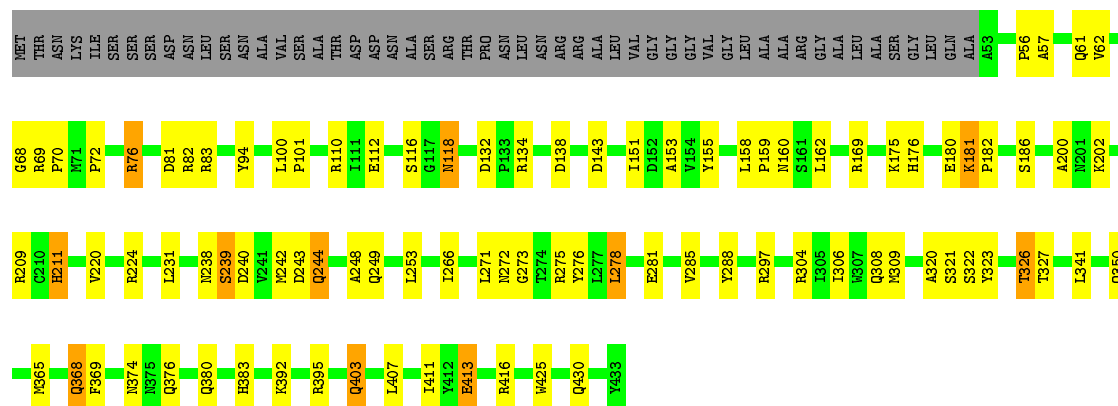 MET THR ASN LYS ILE SER SER SER ASP ASN LEU SER ASN ALA VAL SER ALA THR ASP ASP ASN ALA SER ARG THR PRO ASN LEU ASN ARG ARG ALA LEU VAL GLY GLY GLY VAL GLY LEU ALA ALA ARG GLY ALA LEU ALA SER GLY LEU GLN ALA A53 P56 A57 Q61 V62
G68 R69 P70 M71 P72 R76 D81 R82 R83 Y94 L100 P101 R110 I111 E112 S116 G117 N118 D132 P133 R134 D138 D143 I151 D152 A153 V154 Y155 L158 P159 N160 S161 L162 R169 K175 H176 E180 K181 P182 S186 A200 N201 K202
R209 C210 H211 V220 R224 L231 N238 S239 D240 V241 M242 D243 Q244 A248 Q249 L253 I266 L271 N272 G273 T274 R275 Y276 L277 L278 E281 V285 Y288 R297 R304 I305 I306 W307 Q308 M309 A320 S321 S322 Y323 T326 T327 L341
M365 Q368 F369 N374 N375 Q376 Q380 H383 K392 R395 Q403 L407 I411 Y412 E413 R416 W425 Q430 Y433